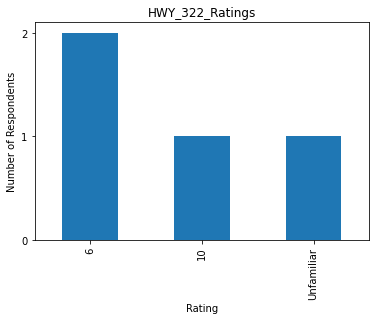 HWY_322_Ratings
Number of Respondents
2
1
0
6
10
Unfamiliar
Rating